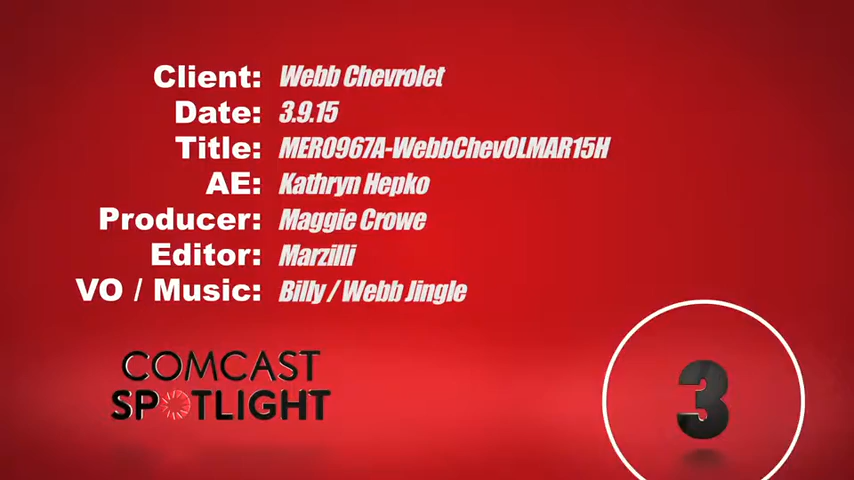 Client: Webb Chevrolet
Date: 3.9.15
Title: MER0967A-WebbChevOLMAR15H
AE: Kathryn Hepko
Producer: Maggie Crowe
Editor: Marzilli
VO / Music: Billy / Webb Jingle
COMCAST
SPOTLIGHT
3